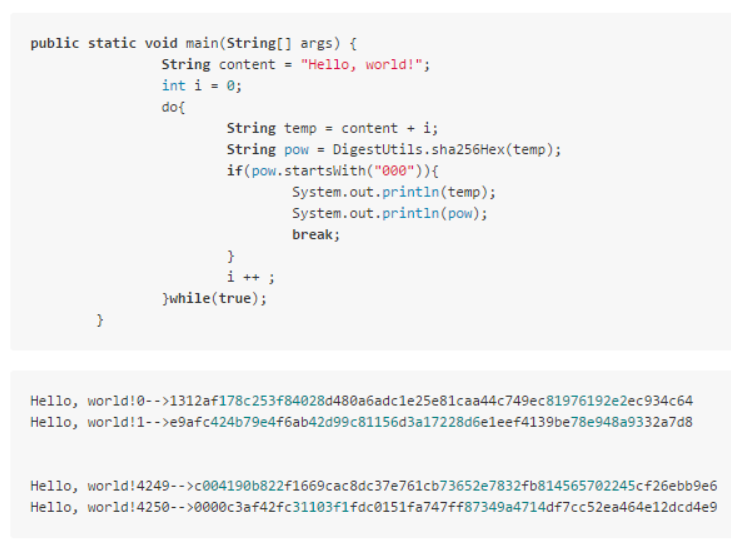 public static void main(String[] args) {
String content = "Hello, world!";
int i = 0;
do{
String temp = content + i;
String pow = DigestUtils.sha256Hex(temp);
if(pow.startsWith("000")){
System.out.println(temp);
System.out.println(pow);
break;
}
i ++ ;
}while(true);
}
Hello, world!0-->1312af178c253f84028d480a6adc1e25e81caa44c749ec81976192e2ec934c64
Hello, world!1-->e9afc424b79e4f6ab42d99c81156d3a17228d6e1eef4139be78e948a9332a7d8
Hello, world!4249-->c004190b822f1669cac8dc37e761cb73652e7832fb814565702245cf26ebb9e6
Hello, world!4250-->0000c3af42fc31103f1fdc0151fa747ff87349a4714df7cc52ea464e12dcd4e9